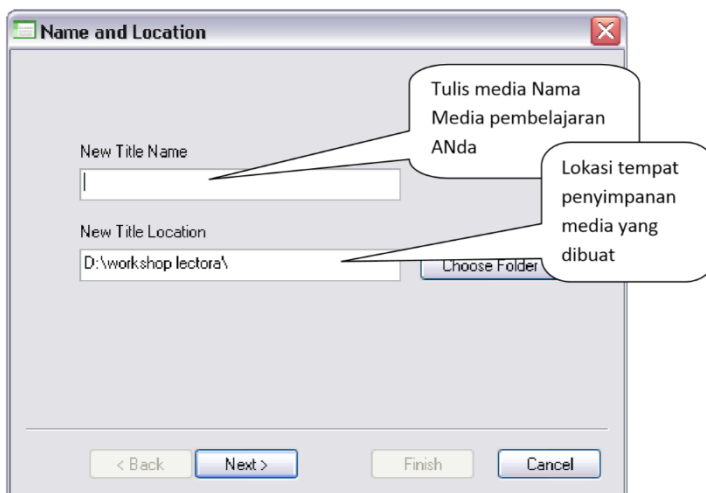 Name and Location
Tulis media Nama
Media pembelajaran
ANda
New Title Name
Lokasi tempat
penyimpanan
media yang
dibuat
New Title Location
D:\workshop lectora\
Choose Folder
< Back
Next >
Finish
Cancel